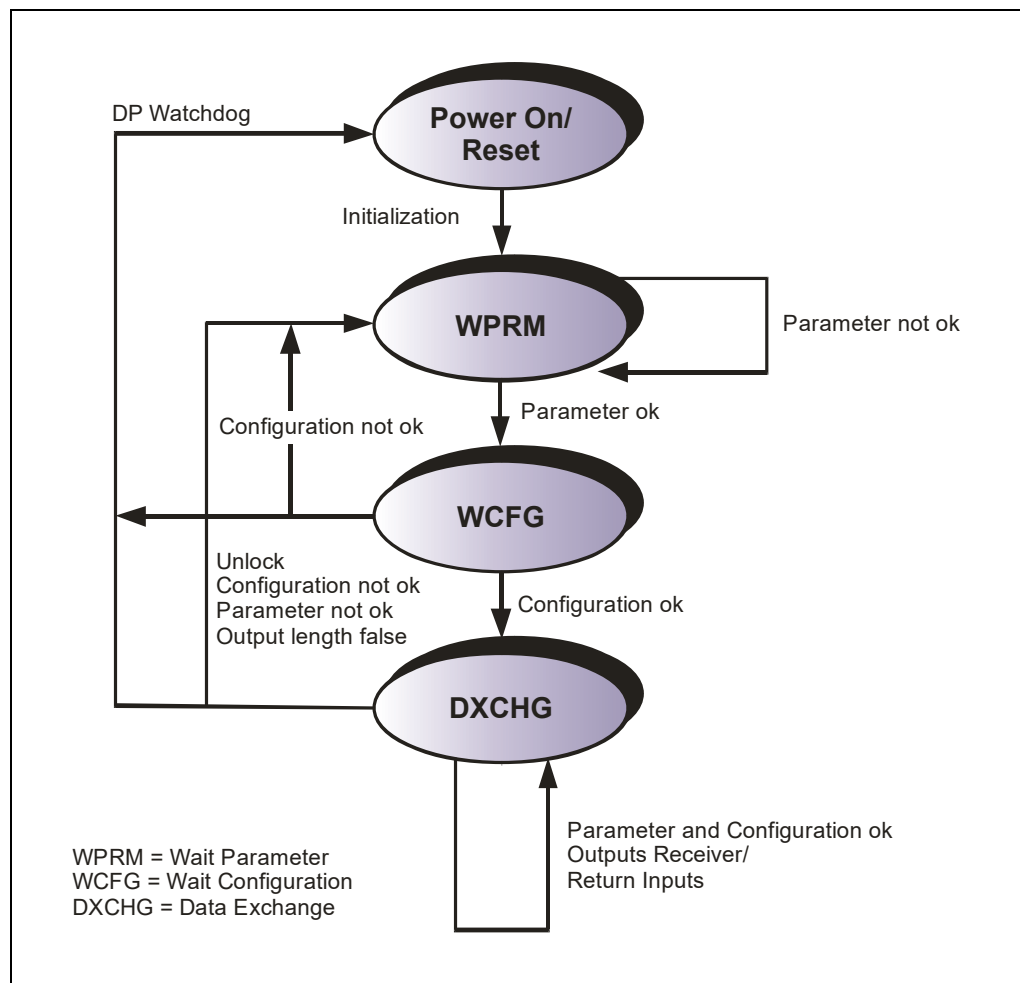 DP Watchdog
Power On/
Reset
Initialization
WPRM
Parameter not ok
Parameter ok
Configuration not ok
WCFG
Unlock
Configuration not ok
Parameter not ok
Output length false
Configuration ok
DXCHG
Parameter and Configuration ok
Outputs Receiver/
Return Inputs
WPRM = Wait Parameter
WCFG = Wait Configuration
DXCHG = Data Exchange